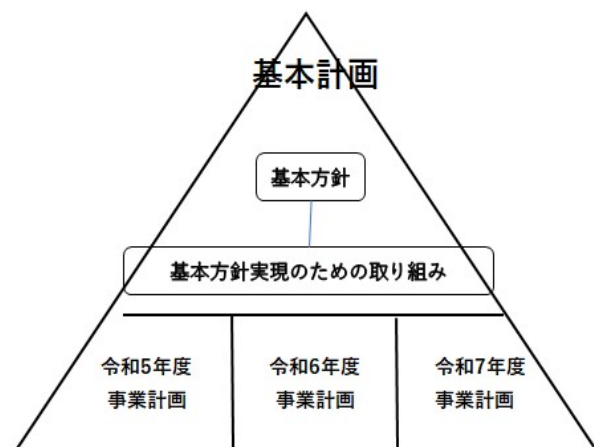 基本計画
基本方針
基本方針実現のための取り組み
令和5年度
事業計画
令和6年度
事業計画
令和7年度
事業計画